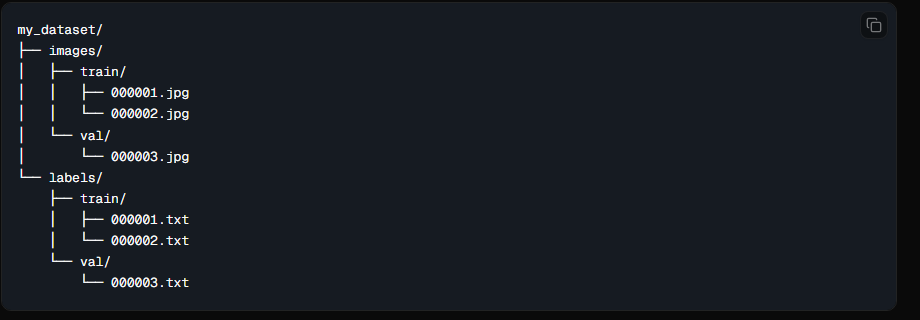 my_dataset/
├── images/
│   ├── train/
│   │   ├── 000001.jpg
│   │   └── 000002.jpg
│   └── val/
│       └── 000003.jpg
└── labels/
    ├── train/
    │   ├── 000001.txt
    │   └── 000002.txt
    └── val/
        └── 000003.txt